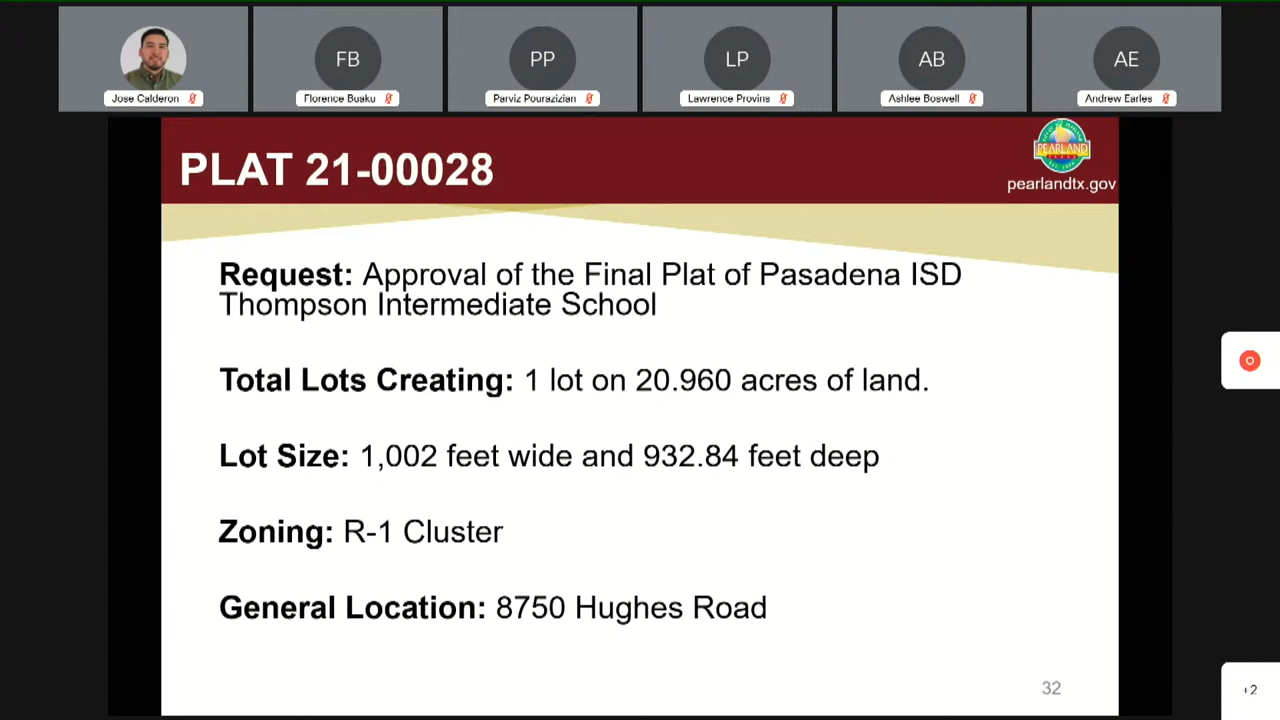 FB
PP
LP
AB
AE
Jose Calderon
Florence Buaku
Parviz Pourazizian
Lawrence Provins
Ashlee Boswell
Andrew Earles
PLAT 21-00028
PEARLAND
pearlandtx.gov
Request: Approval of the Final Plat of Pasadena ISD
Thompson Intermediate School
Total Lots Creating: 1 lot on 20.960 acres of land.
Lot Size: 1,002 feet wide and 932.84 feet deep
Zoning: R-1 Cluster
General Location: 8750 Hughes Road
32
+2